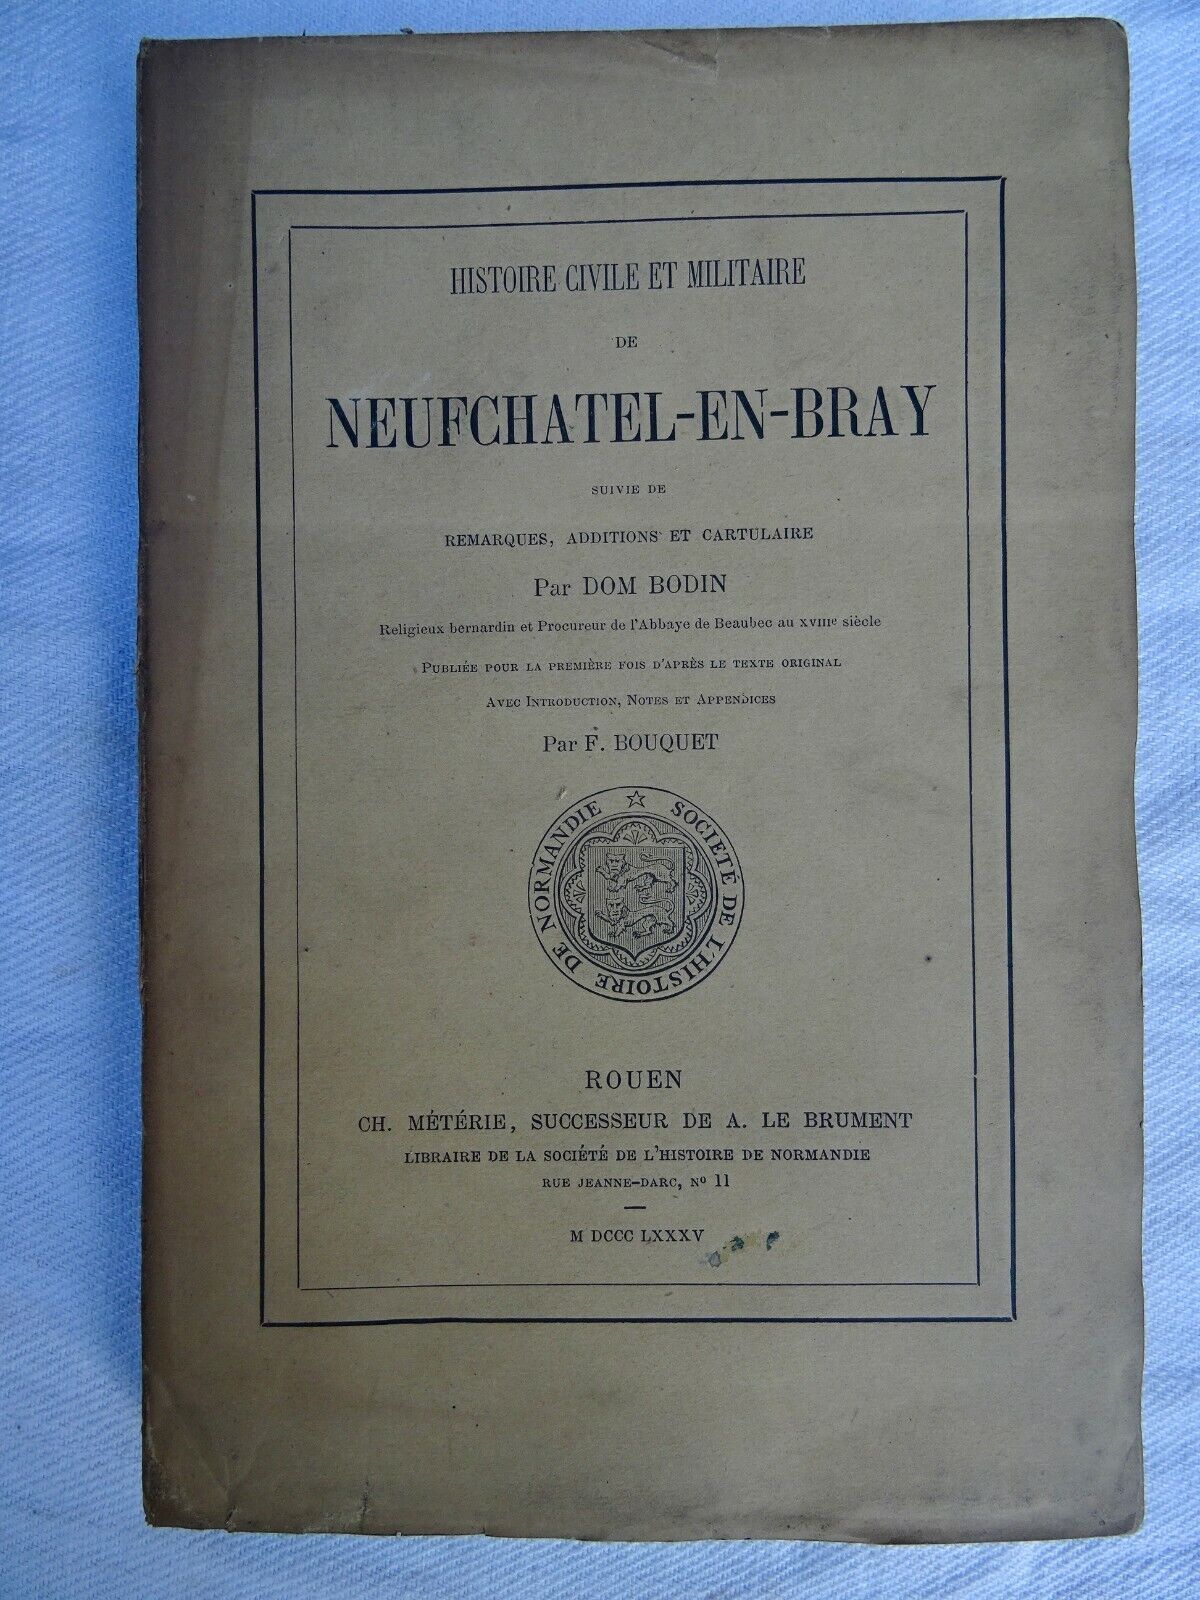 HISTOIRE CIVILE ET MILITAIRE
DE
NEUFCHATEL-EN-BRAY
SUIVIE DE
REMARQUES, ADDITIONS ET CARTULAIRE
Par DOM BODIN
Religieux bernardin et Procureur de l'Abbaye de Beaubec au XVIIIe siècle
PUBLIÉE POUR LA PREMIÈRE FOIS D'APRÈS LE TEXTE ORIGINAL
AVEC INTRODUCTION, NOTES ET APPENDICES
Par F. BOUQUET
SOCIÉTÉ DE L'HISTOIRE DE NORMANDIE
ROUEN
CH. MÉTÉRIE, SUCCESSEUR DE A. LE BRUMENT
LIBRAIRE DE LA SOCIÉTÉ DE L'HISTOIRE DE NORMANDIE
RUE JEANNE-DARC, No 11
M DCCC LXXXV